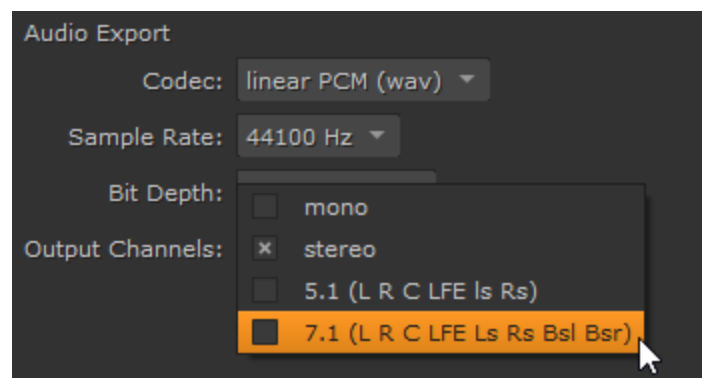 Audio Export
Codec: linear PCM (wav)
Sample Rate: 44100 Hz
Bit Depth:
mono
Output Channels: stereo
5.1 (L R C LFE ls Rs)
7.1 (L R C LFE Ls Rs Bsl Bsr)